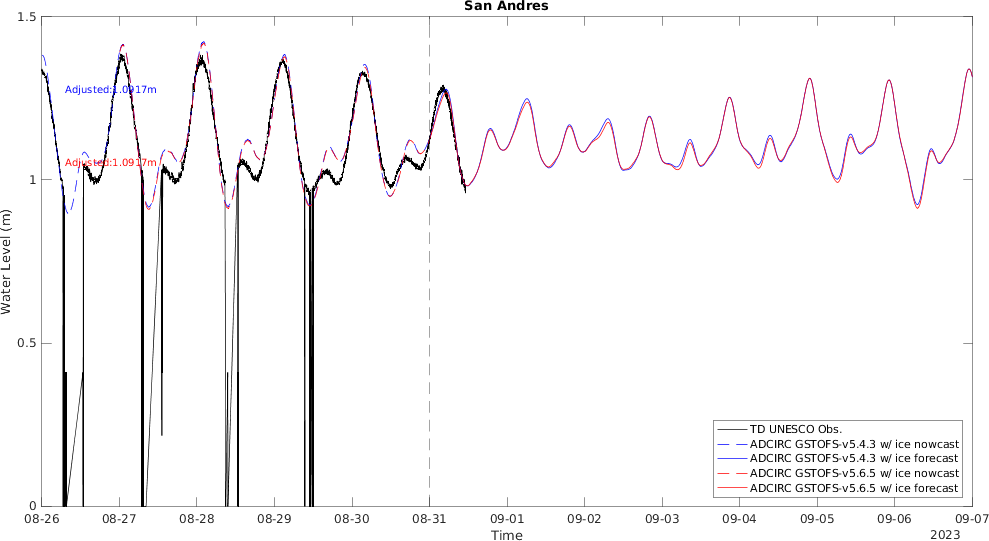 San Andres
1.5
1
0.5
0
Water Level (m)
Adjusted:1.0917m
Adjusted:1.0917m
TD UNESCO Obs.
ADCIRC GSTOFS-v5.4.3 w/ ice nowcast
ADCIRC GSTOFS-v5.4.3 w/ ice forecast
ADCIRC GSTOFS-v5.6.5 w/ ice nowcast
ADCIRC GSTOFS-v5.6.5 w/ ice forecast
08-26 08-27 08-28 08-29 08-30 08-31 09-01 09-02 09-03 09-04 09-05 09-06 09-07
Time
2023